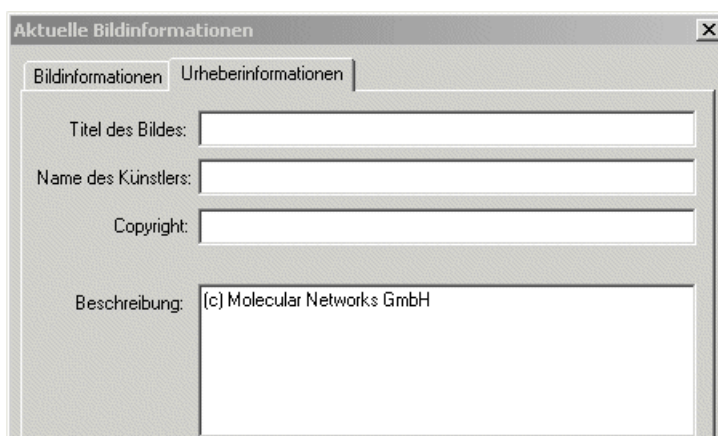 Aktuelle Bildinformationen
Bildinformationen Urheberinformationen
Titel des Bildes:
Name des Künstlers:
Copyright:
Beschreibung: (c) Molecular Networks GmbH